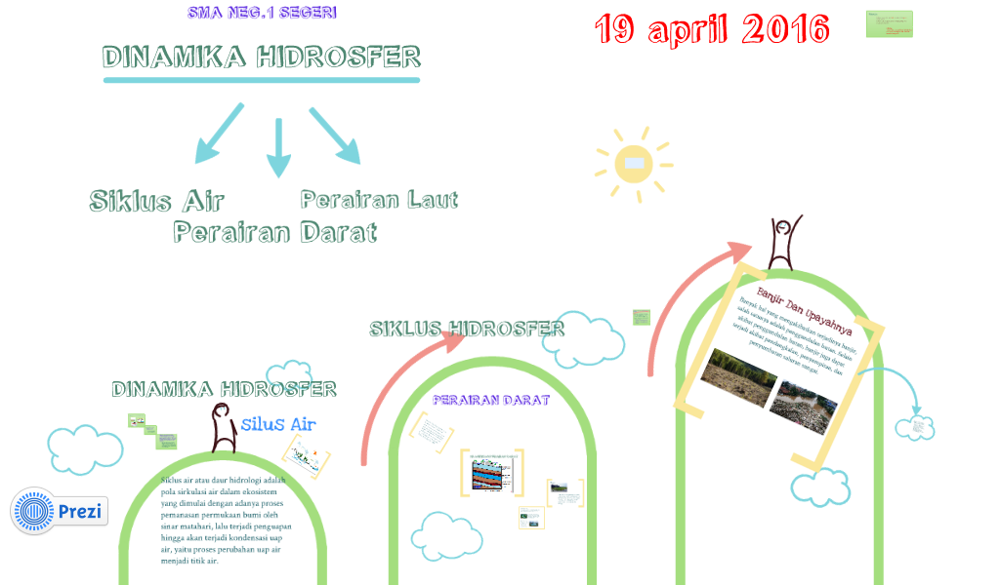 SMA NEG.1 SEGERI
19 april 2016
DINAMIKA HIDROSFER
Siklus Air
Perairan Laut
Perairan Darat
SIKLUS HIDROSFER
DINAMIKA HIDROSFER
silus Air
Siklus air atau daur hidrologi adalah
pola sirkulasi air dalam ekosistem
yang dimulai dengan adanya proses
pemanasan permukaan bumi oleh
sinar matahari, lalu terjadi penguapan
hingga akan terjadi kondensasi uap
air, yaitu proses perubahan uap air
menjadi titik air.
PERAIRAN DARAT
Banjir Dan Upayahnya
Banyak hal yang mengakibatkan terjadinya banjir,
salah satunya adalah penggundulan hutan. Selain
akibat penggundulan hutan, banjir juga dapat
terjadi akibat pendangkalan, penyempitan, dan
penyumbatan saluran sungai.
Prezi